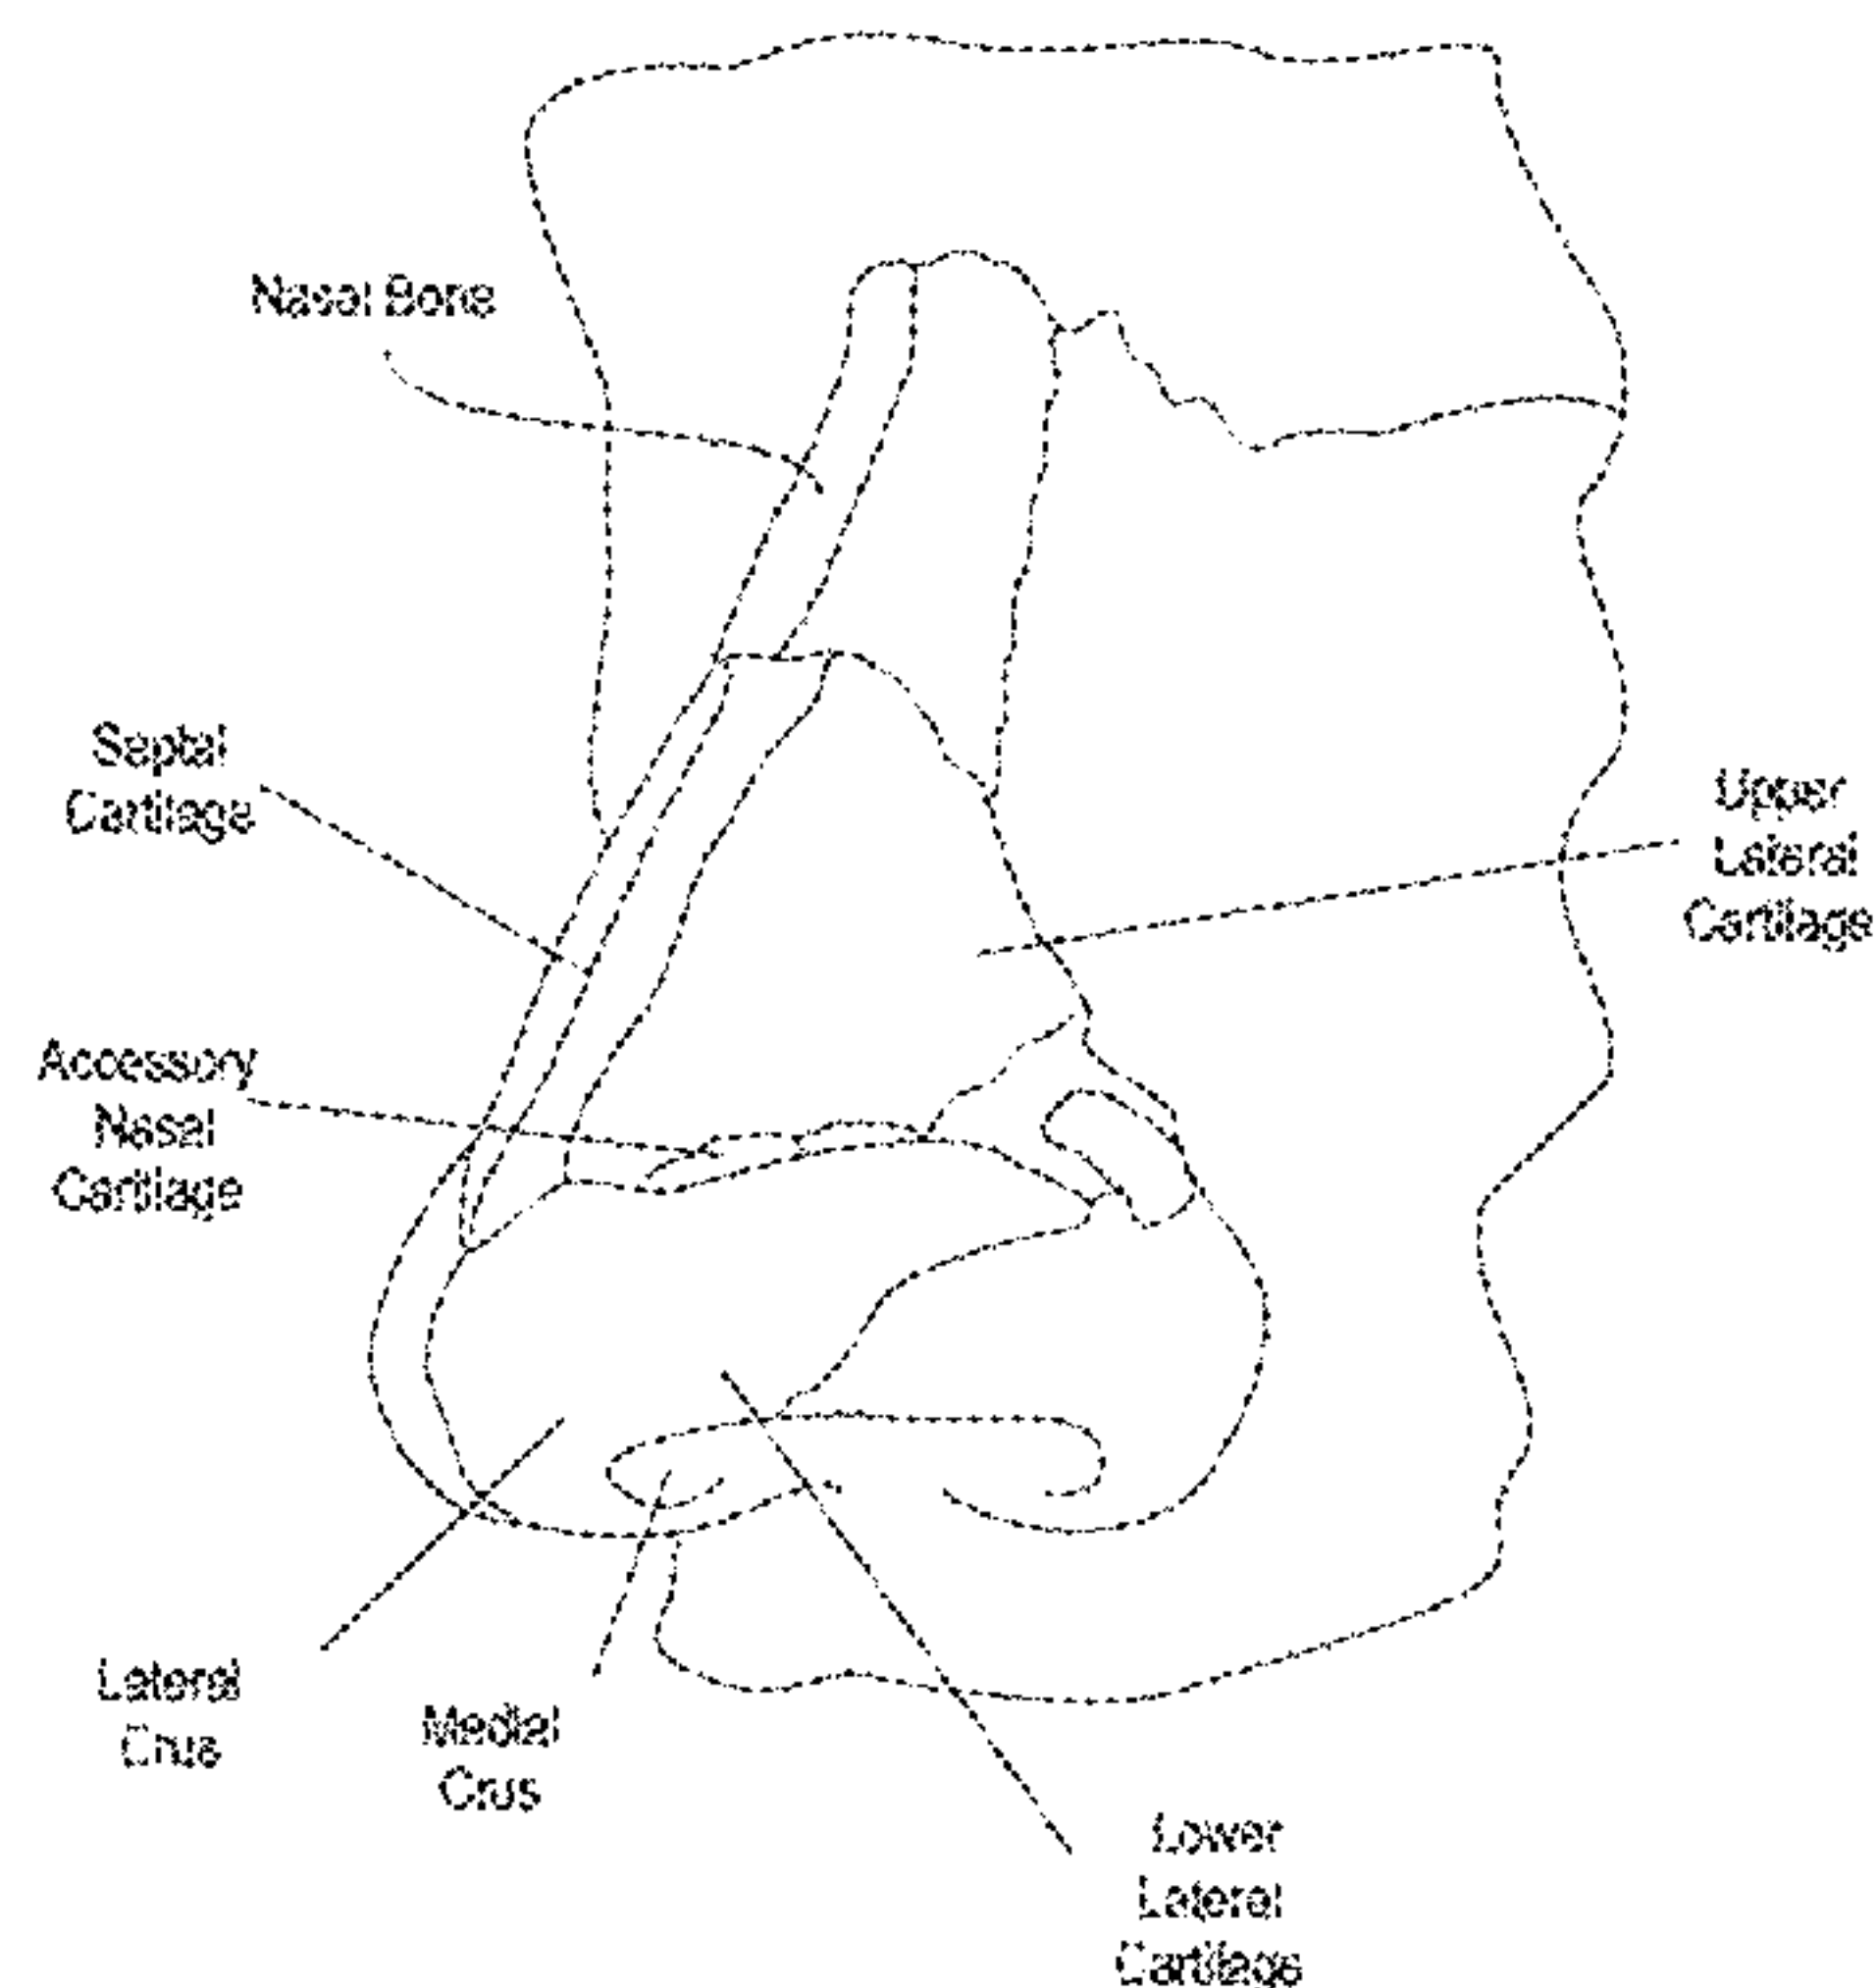 Nasal Bone
Septal
Cartilage
Upper
Lateral
Cartilage
Accessory
Nasal
Cartilage
Lateral
Crus
Medial
Crus
Lower
Lateral
Cartilage